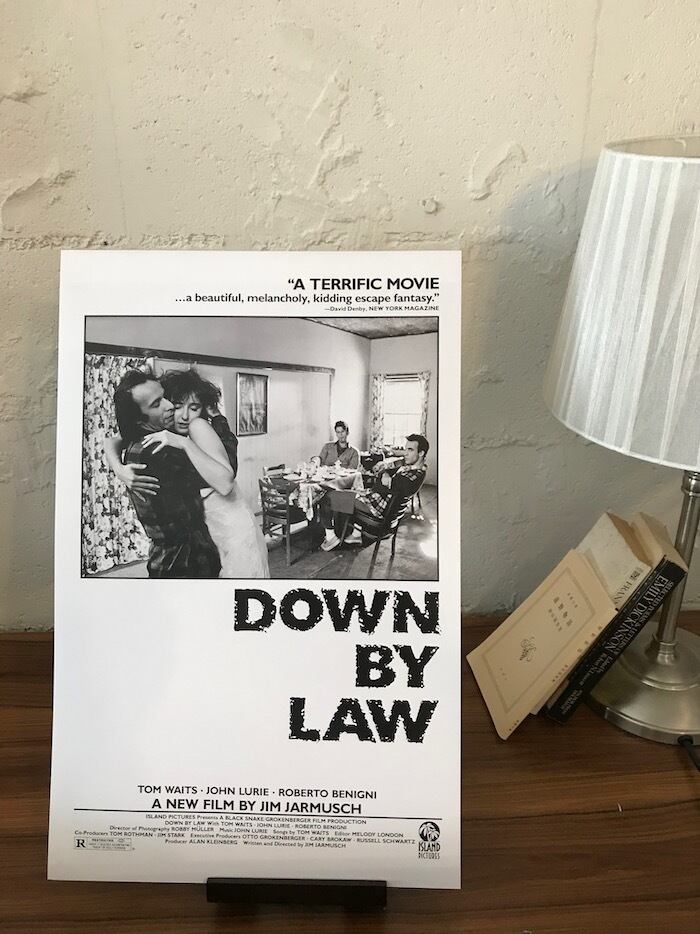 “A TERRIFIC MOVIE
...a beautiful, melancholy, kidding escape fantasy.”
—David Denby, NEW YORK MAGAZINE
DOWN
BY
LAW
TOM WAITS · JOHN LURIE · ROBERTO BENIGNI
A NEW FILM BY JIM JARMUSCH
ISLAND PICTURES Presents A BLACK SNAKE/GROKENBERGER FILM PRODUCTION
DOWN BY LAW With TOM WAITS · JOHN LURIE · ROBERTO BENIGNI
Director of Photography ROBBY MÜLLER Music JOHN LURIE Songs by TOM WAITS Editor MELODY LONDON
Co-Producers TOM ROTHMAN · JIM STARK Executive Producers OTTO GROKENBERGER · CARY BROKAW · RUSSELL SCHWARTZ
Producer ALAN KLEINBERG Written and Directed by JIM JARMUSCH
R RESTRICTED
ISLAND
PICTURES
EMILY DICKINSON